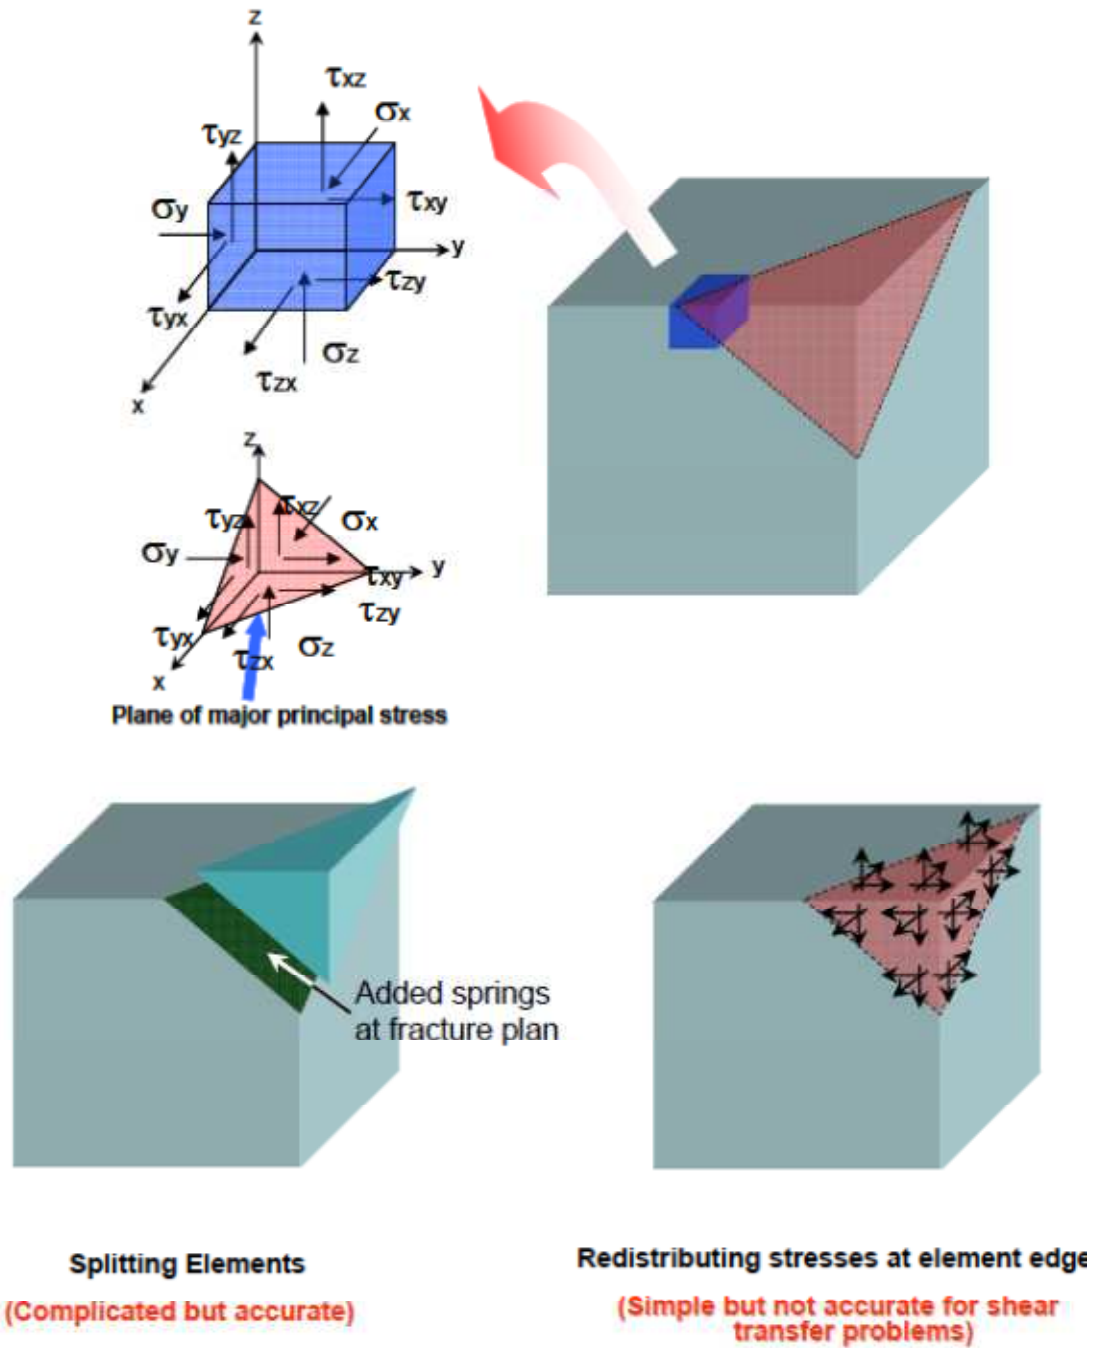 z
τxz
σx
τyz
τxy
σy
y
τzy
τyx
σz
τzx
x
z
τxz
τyz
σx
σy
y
τxy
τzy
τyx
σz
τzx
x
Plane of major principal stress
Added springs
at fracture plan
Splitting Elements
(Complicated but accurate)
Redistributing stresses at element edge
(Simple but not accurate for shear
transfer problems)